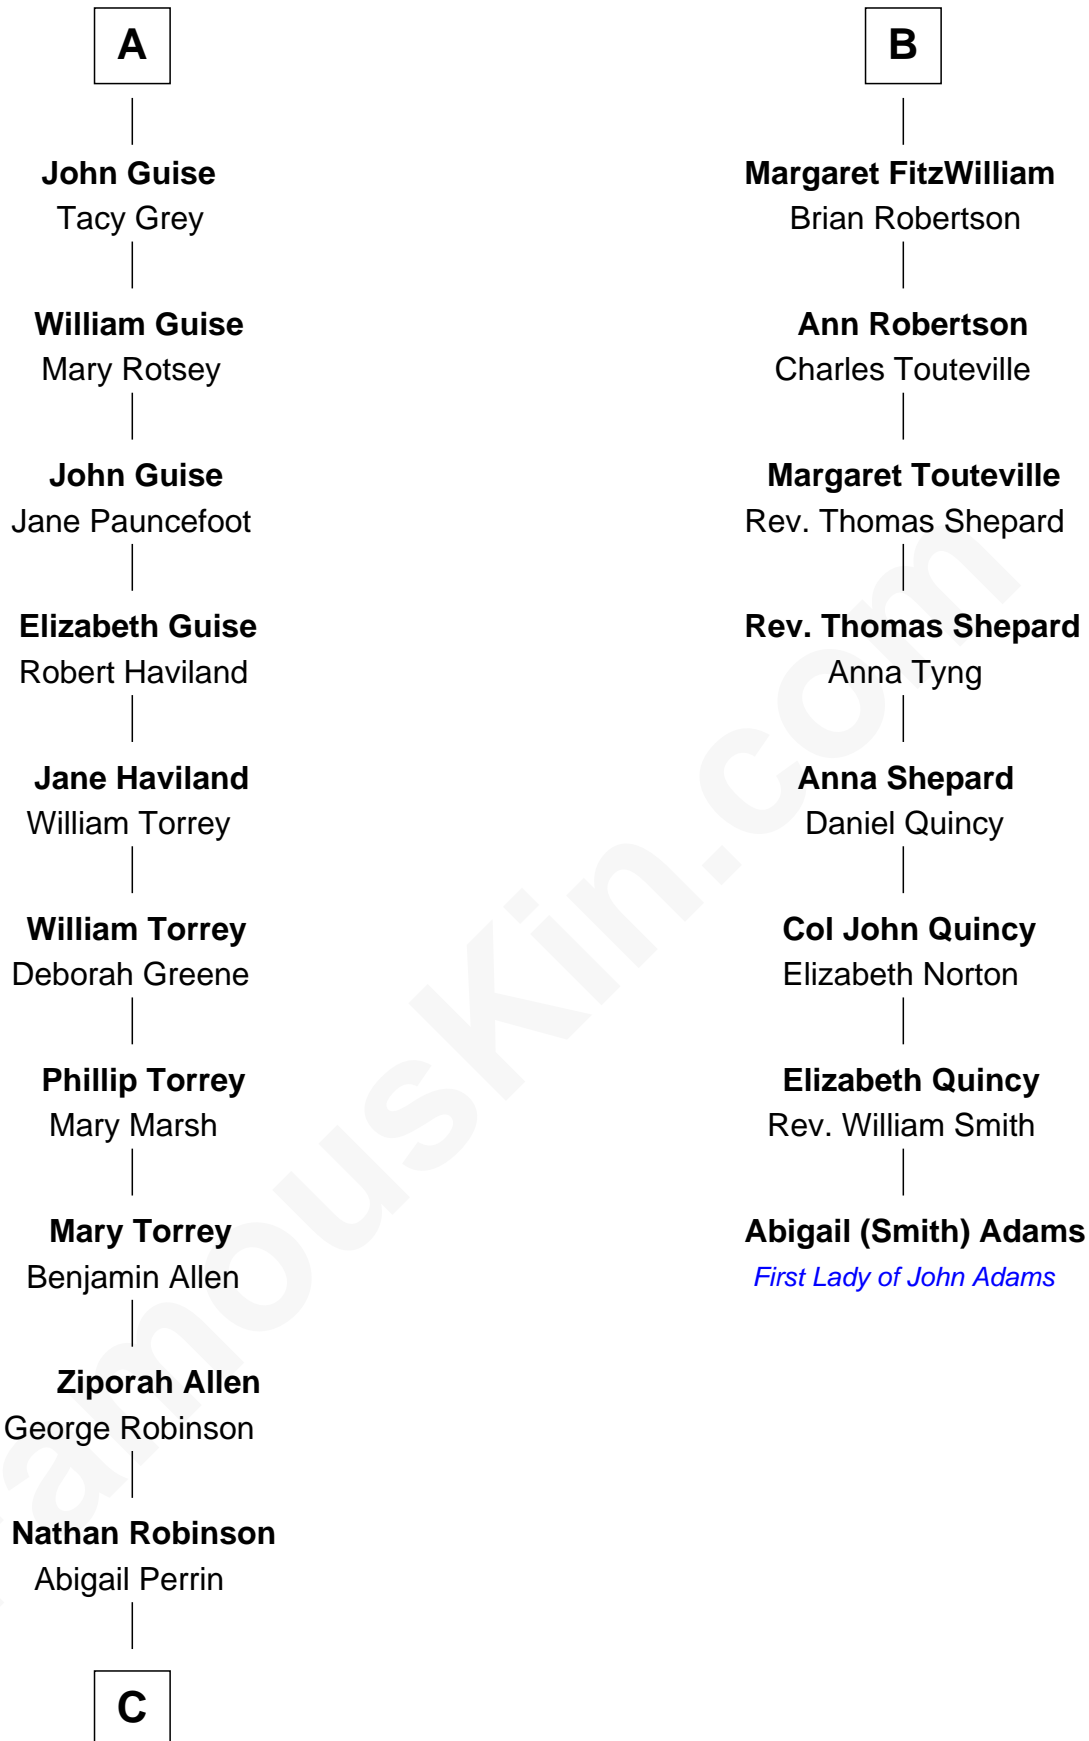 A
John Guise
Tacy Grey
William Guise
Mary Rotsey
John Guise
Jane Pauncefoot
Elizabeth Guise
Robert Haviland
Jane Haviland
William Torrey
William Torrey
Deborah Greene
Phillip Torrey
Mary Marsh
Mary Torrey
Benjamin Allen
Ziporah Allen
George Robinson
Nathan Robinson
Abigail Perrin
C
B
Margaret FitzWilliam
Brian Robertson
Ann Robertson
Charles Touteville
Margaret Touteville
Rev. Thomas Shepard
Rev. Thomas Shepard
Anna Tyng
Anna Shepard
Daniel Quincy
Col John Quincy
Elizabeth Norton
Elizabeth Quincy
Rev. William Smith
Abigail (Smith) Adams
First Lady of John Adams
FamousKin.com